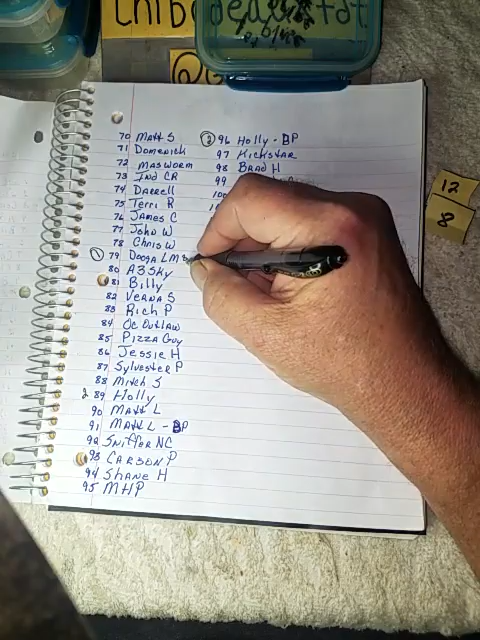 70 Matt S
71 Domenick
72 Masworm
73 Ind CR
74 Darrell
75 Terri R
76 James C
77 John W
78 Chris W
1 79 Dooga LM
80 A3Sky
81 Billy
82 Verna S
83 Rich P
84 Oc Outlaw
85 Pizza Guy
86 Jessie H
87 Sylvester P
88 Mitch S
2 89 Holly
90 Matt L
91 Matt L - BP
92 Sniffer NC
93 Carson P
94 Shane H
95 MHP
2 96 Holly - BP
97 Kickstar
98 Brad H
99
12
8